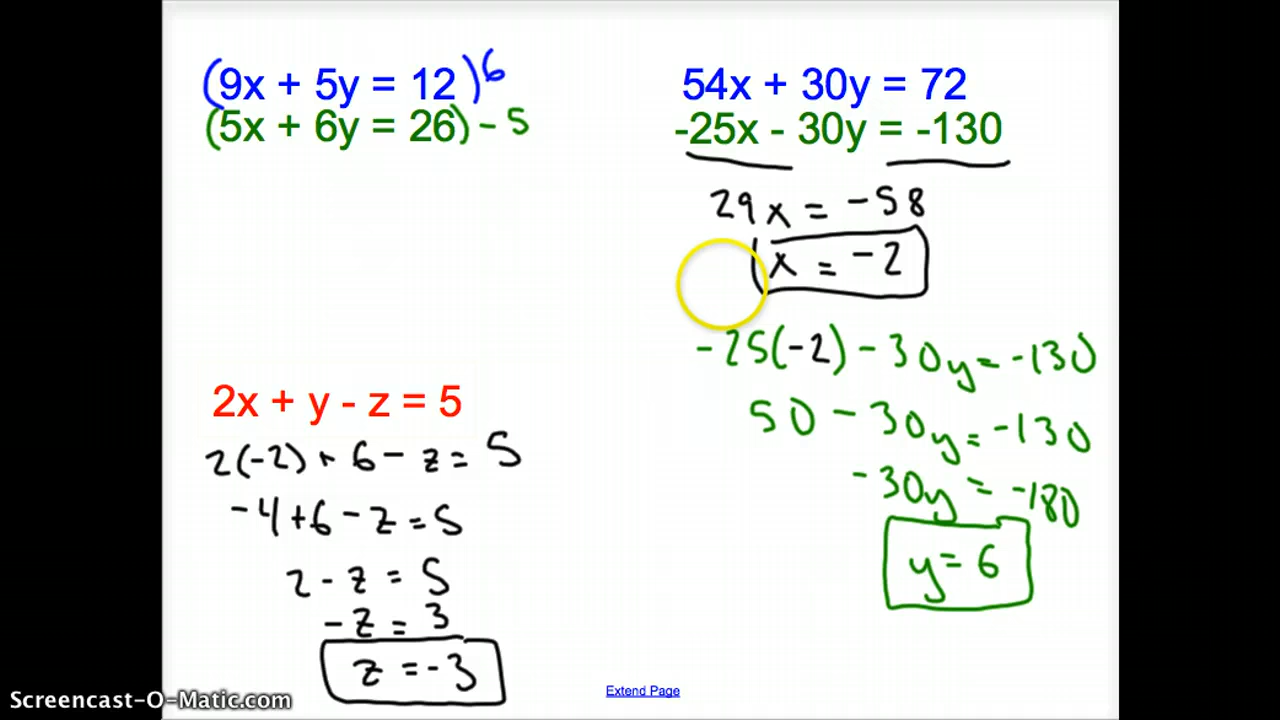 (9x + 5y = 12)6
(5x + 6y = 26) - 5
54x + 30y = 72
-25x - 30y = -130
29x = -58
x = -2
-25(-2) - 30y = -130
50 - 30y = -130
-30y = -180
y = 6
2x + y - z = 5
2(-2) + 6 - z = 5
-4 + 6 - z = 5
2 - z = 5
-z = 3
z = -3
Extend Page
Screencast-O-Matic.com